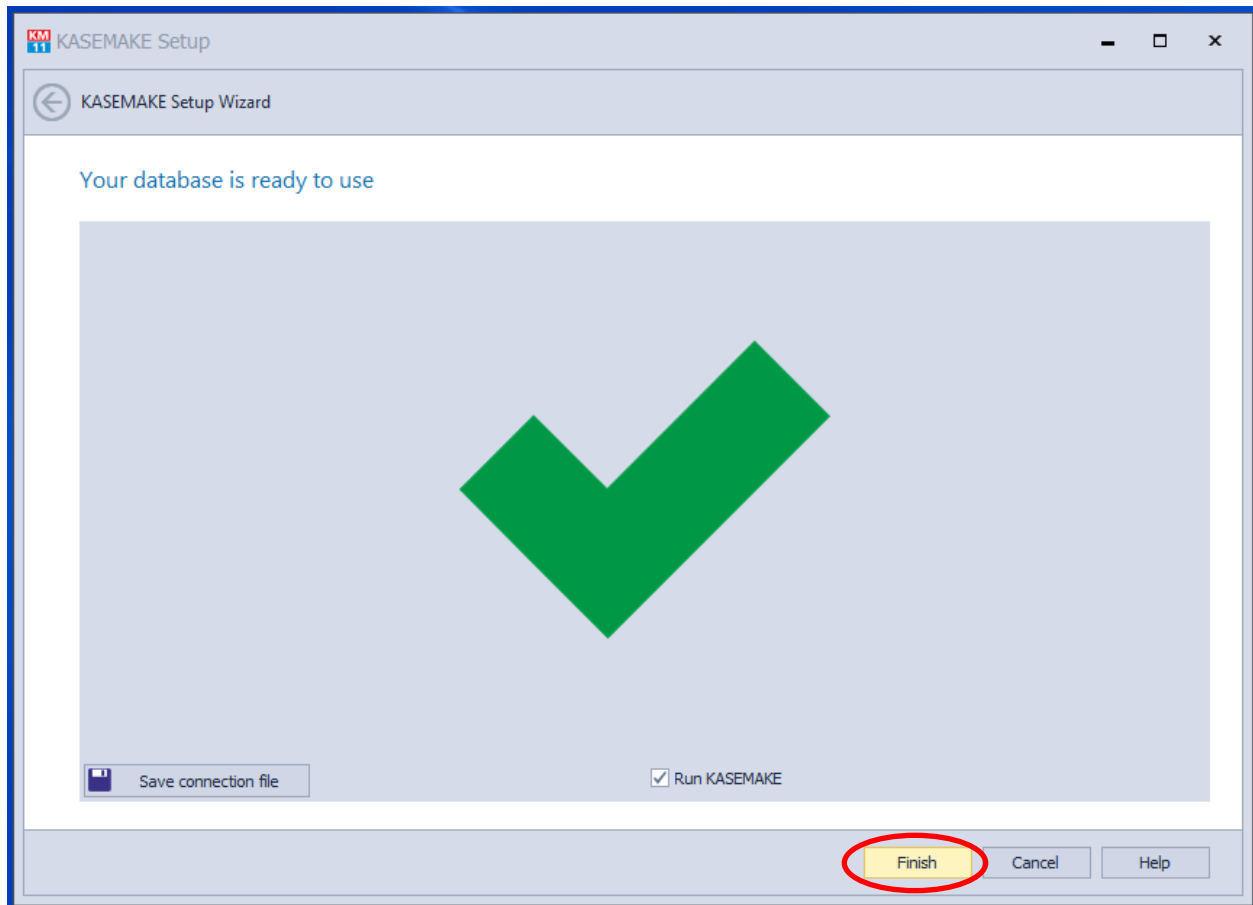 KM
11
KASEMAKE Setup
KASEMAKE Setup Wizard
Your database is ready to use
Save connection file
Run KASEMAKE
Finish
Cancel
Help